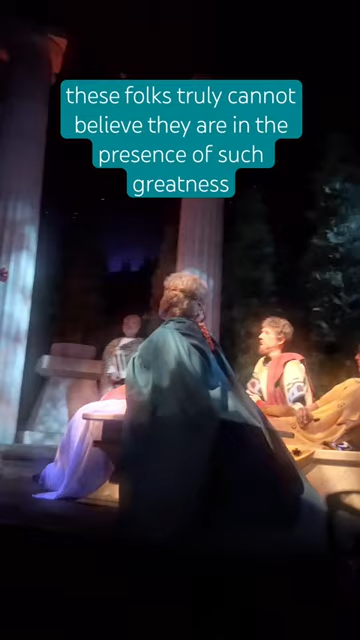 these folks truly cannot
believe they are in the
presence of such
greatness